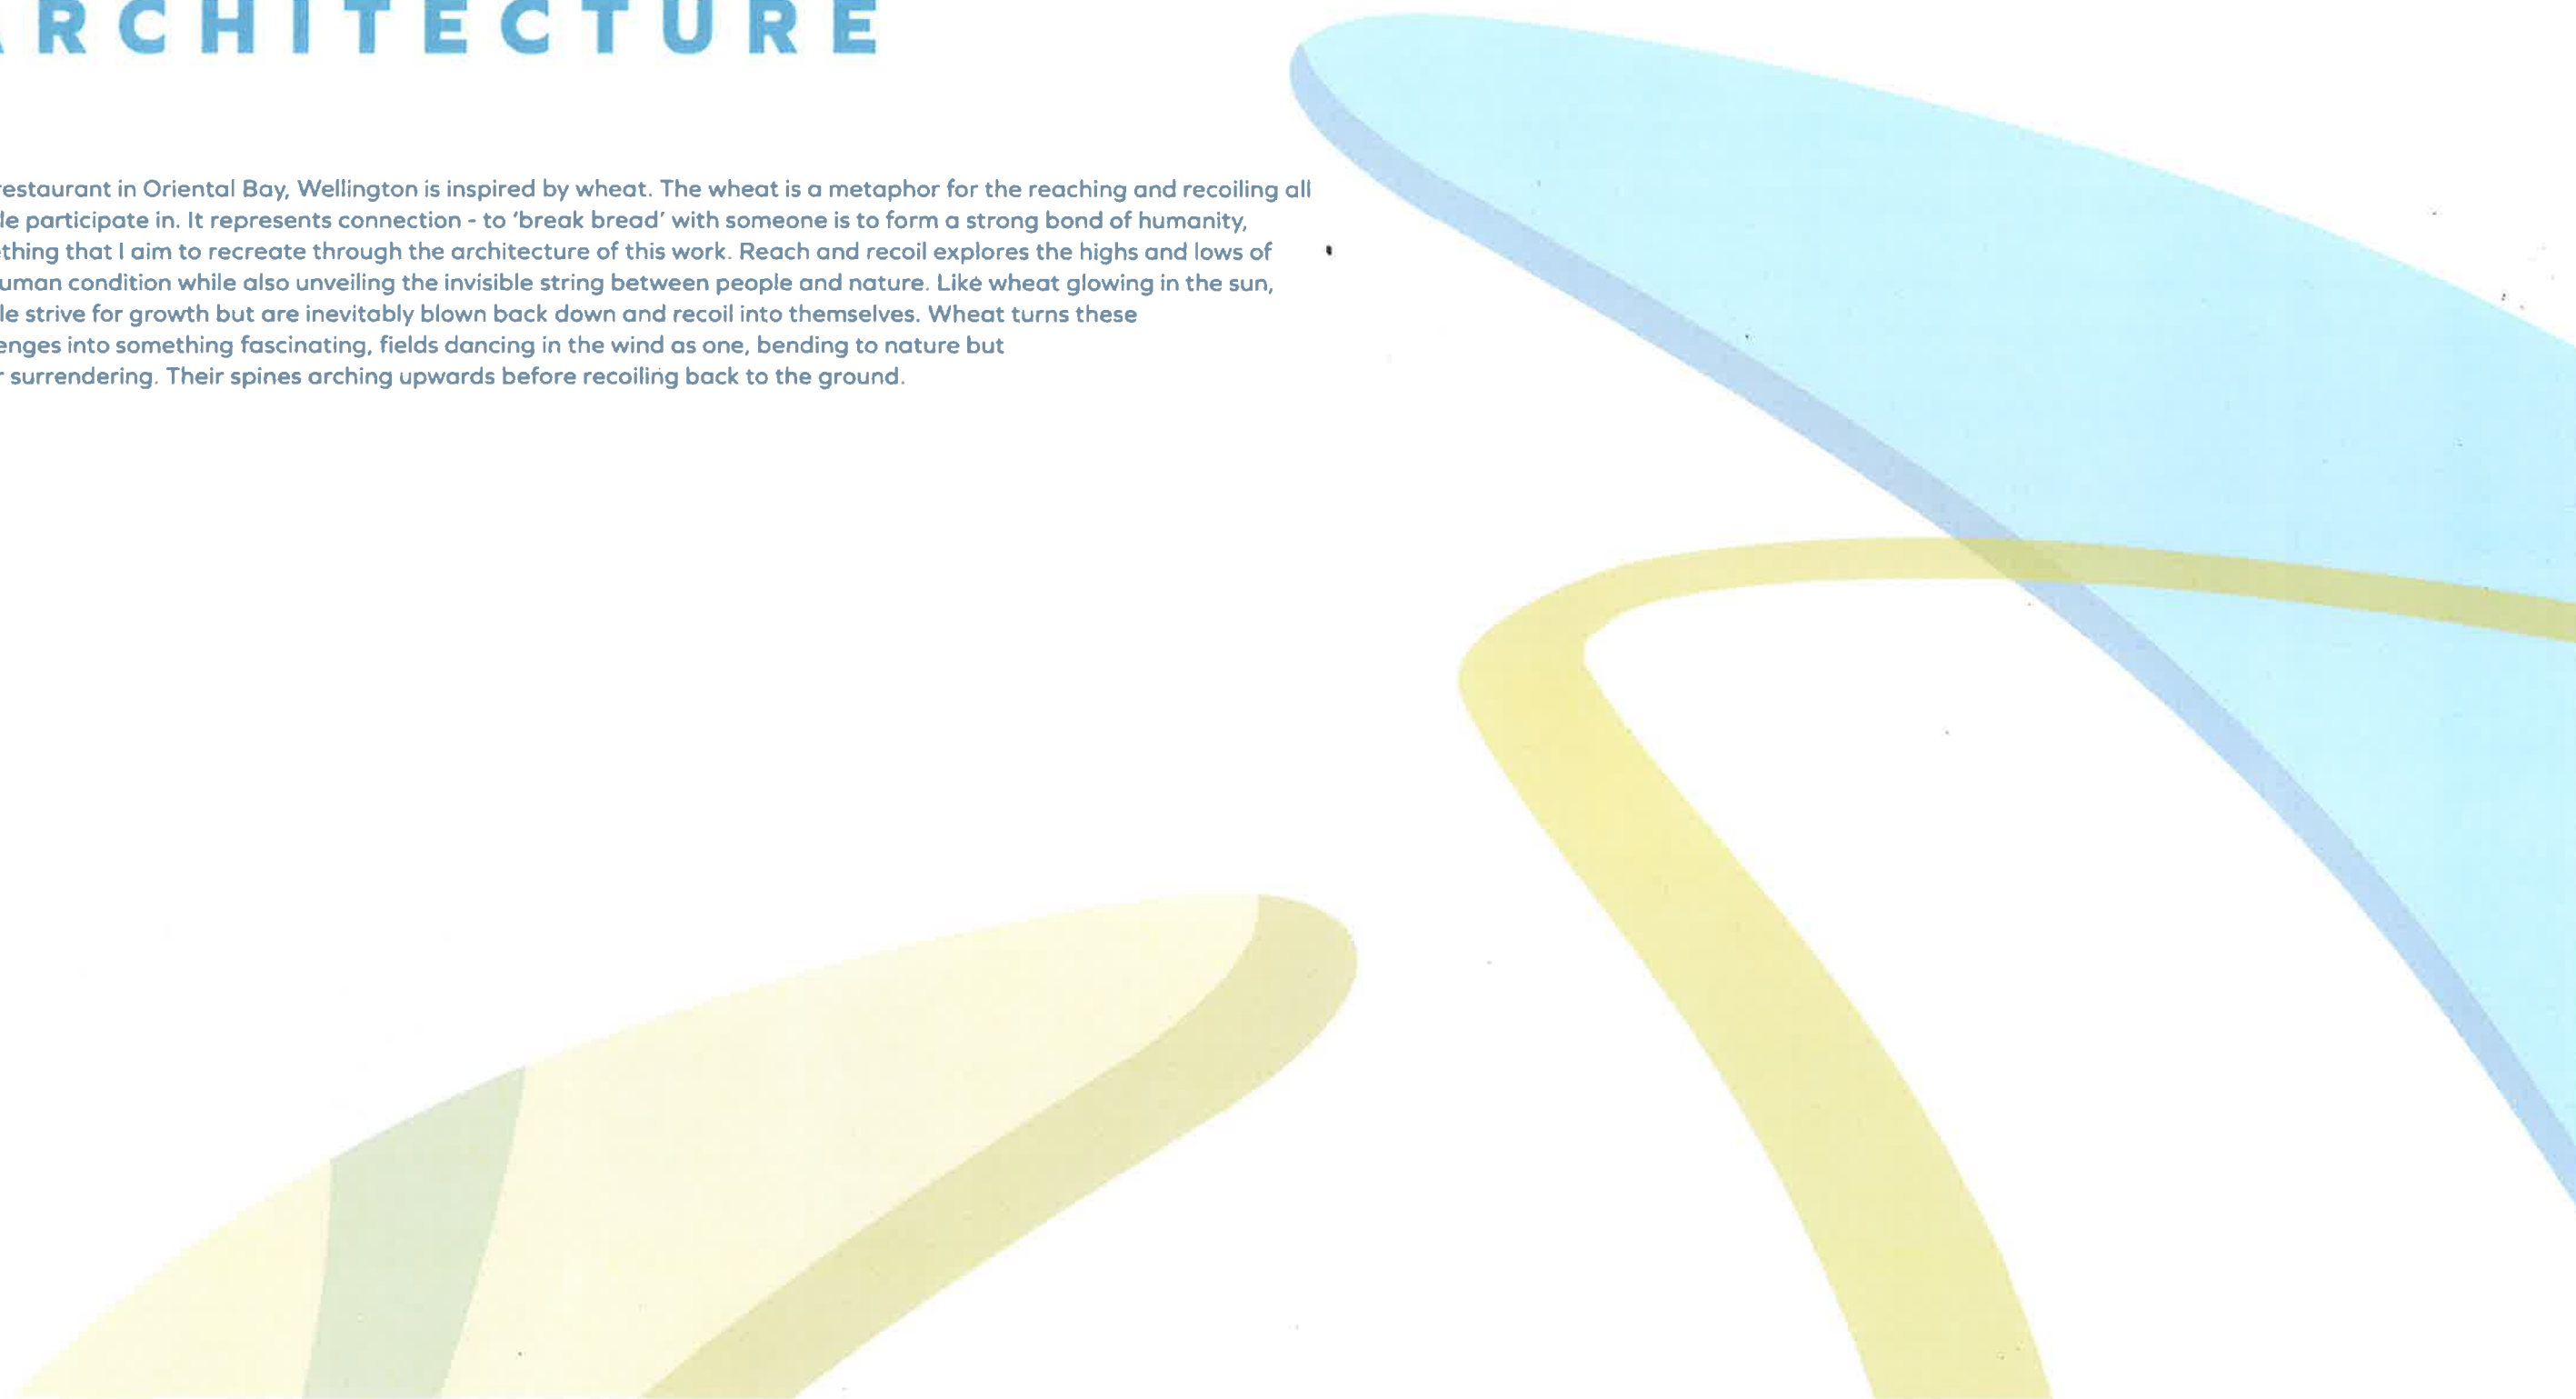 ARCHITECTURE
restaurant in Oriental Bay, Wellington is inspired by wheat. The wheat is a metaphor for the reaching and recoiling all
le participate in. It represents connection - to ‘break bread’ with someone is to form a strong bond of humanity,
thing that I aim to recreate through the architecture of this work. Reach and recoil explores the highs and lows of
uman condition while also unveiling the invisible string between people and nature. Like wheat glowing in the sun,
le strive for growth but are inevitably blown back down and recoil into themselves. Wheat turns these
enges into something fascinating, fields dancing in the wind as one, bending to nature but
r surrendering. Their spines arching upwards before recoiling back to the ground.